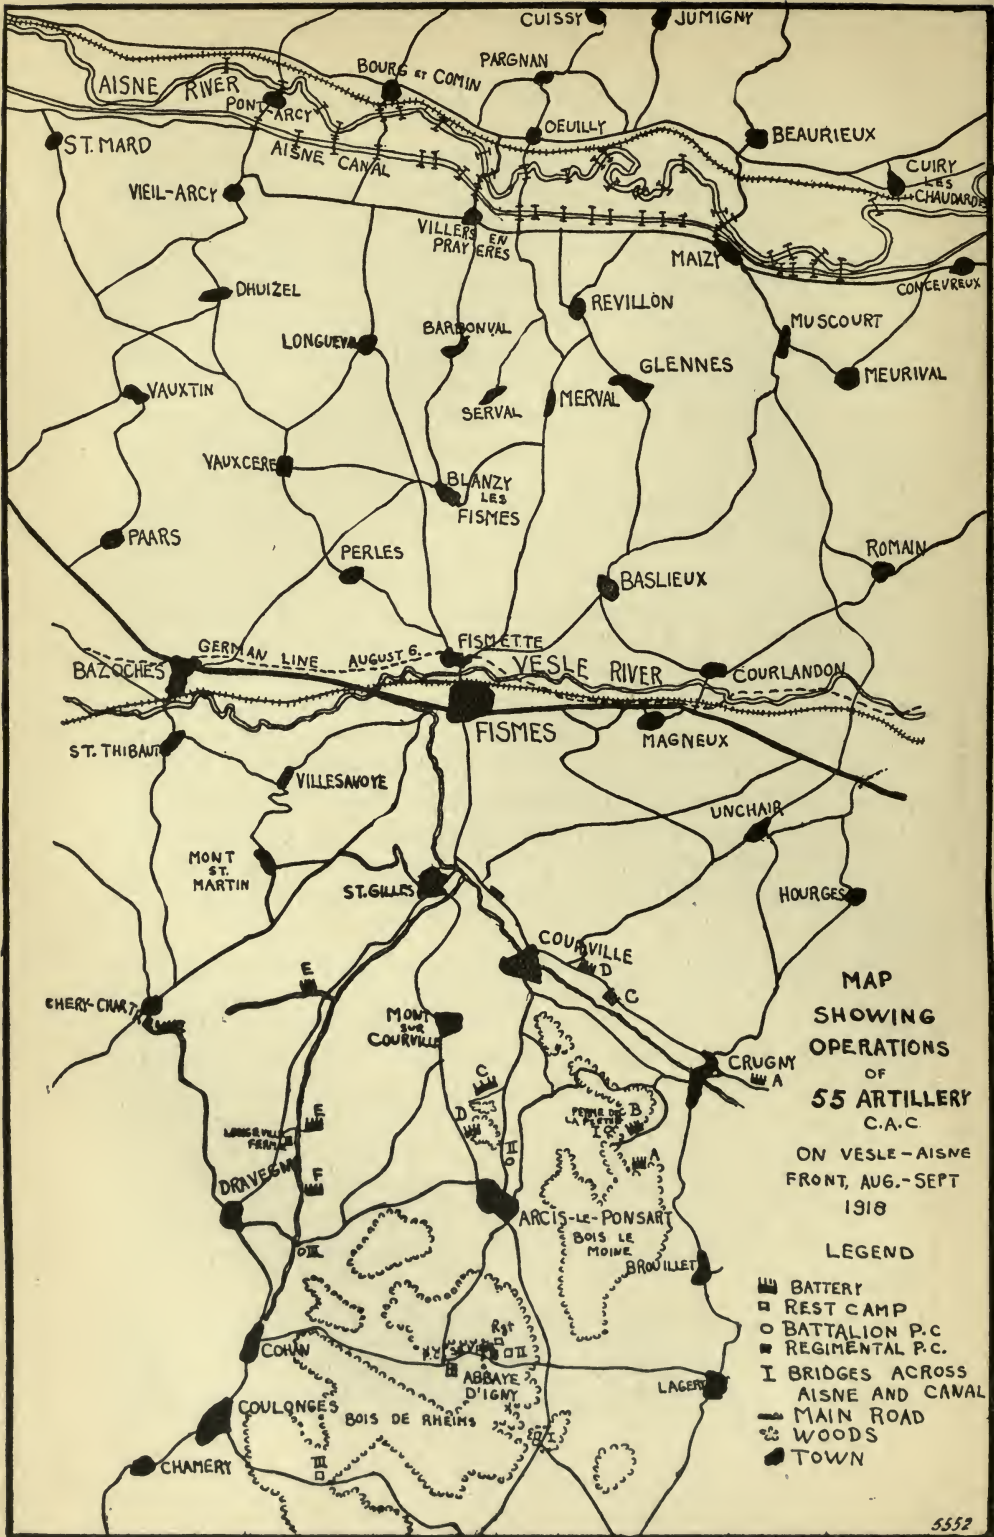 CUISSY
JUMIGNY
PARGNAN
BOURG ET COMIN
AISNE RIVER
PONT-ARCY
OEUILLY
BEAURIEUX
ST. MARD
AISNE CANAL
CUIRY
LES
CHAUDARDES
VIEIL-ARCY
VILLERS EN
PRAYERES
MAIZY
CONCEVREUX
DHUIZEL
REVILLON
MUSCOURT
LONGUEVAL
BARBONVAL
GLENNES
MEURIVAL
VAUXTIN
SERVAL
MERVAL
VAUXCERE
BLANZY
LES
FISMES
PAARS
PERLES
ROMAIN
BASLIEUX
FISMETTE
GERMAN LINE AUGUST 6.
VESLE RIVER
BAZOCHES
COURLANDON
FISMES
MAGNEUX
ST. THIBAUT
VILLESAVOYE
UNCHAIR
MONT
ST.
MARTIN
ST. GILLES
HOURGES
COURVILLE
D
C
E
CHERY-CHART
MONT
SUR
COURVILLE
CRUGNY
A
C
D
B
FERME DE
I
A
E
FERME
II
F
DRAVEGNY
ARCIS-LE-PONSART
BOIS LE
MOINE
III
BROUILLET
COHAN
Rgt
P.C.
II
ABBAYE
D'IGNY
LAGERY
COULONGES
BOIS DE RHEIMS
I
III
CHAMERY
MAP
SHOWING
OPERATIONS
OF
55 ARTILLERY
C.A.C.
ON VESLE-AISNE
FRONT, AUG.-SEPT
1918
LEGEND
BATTERY
REST CAMP
BATTALION P.C
REGIMENTAL P.C.
BRIDGES ACROSS
AISNE AND CANAL
MAIN ROAD
WOODS
TOWN
5552